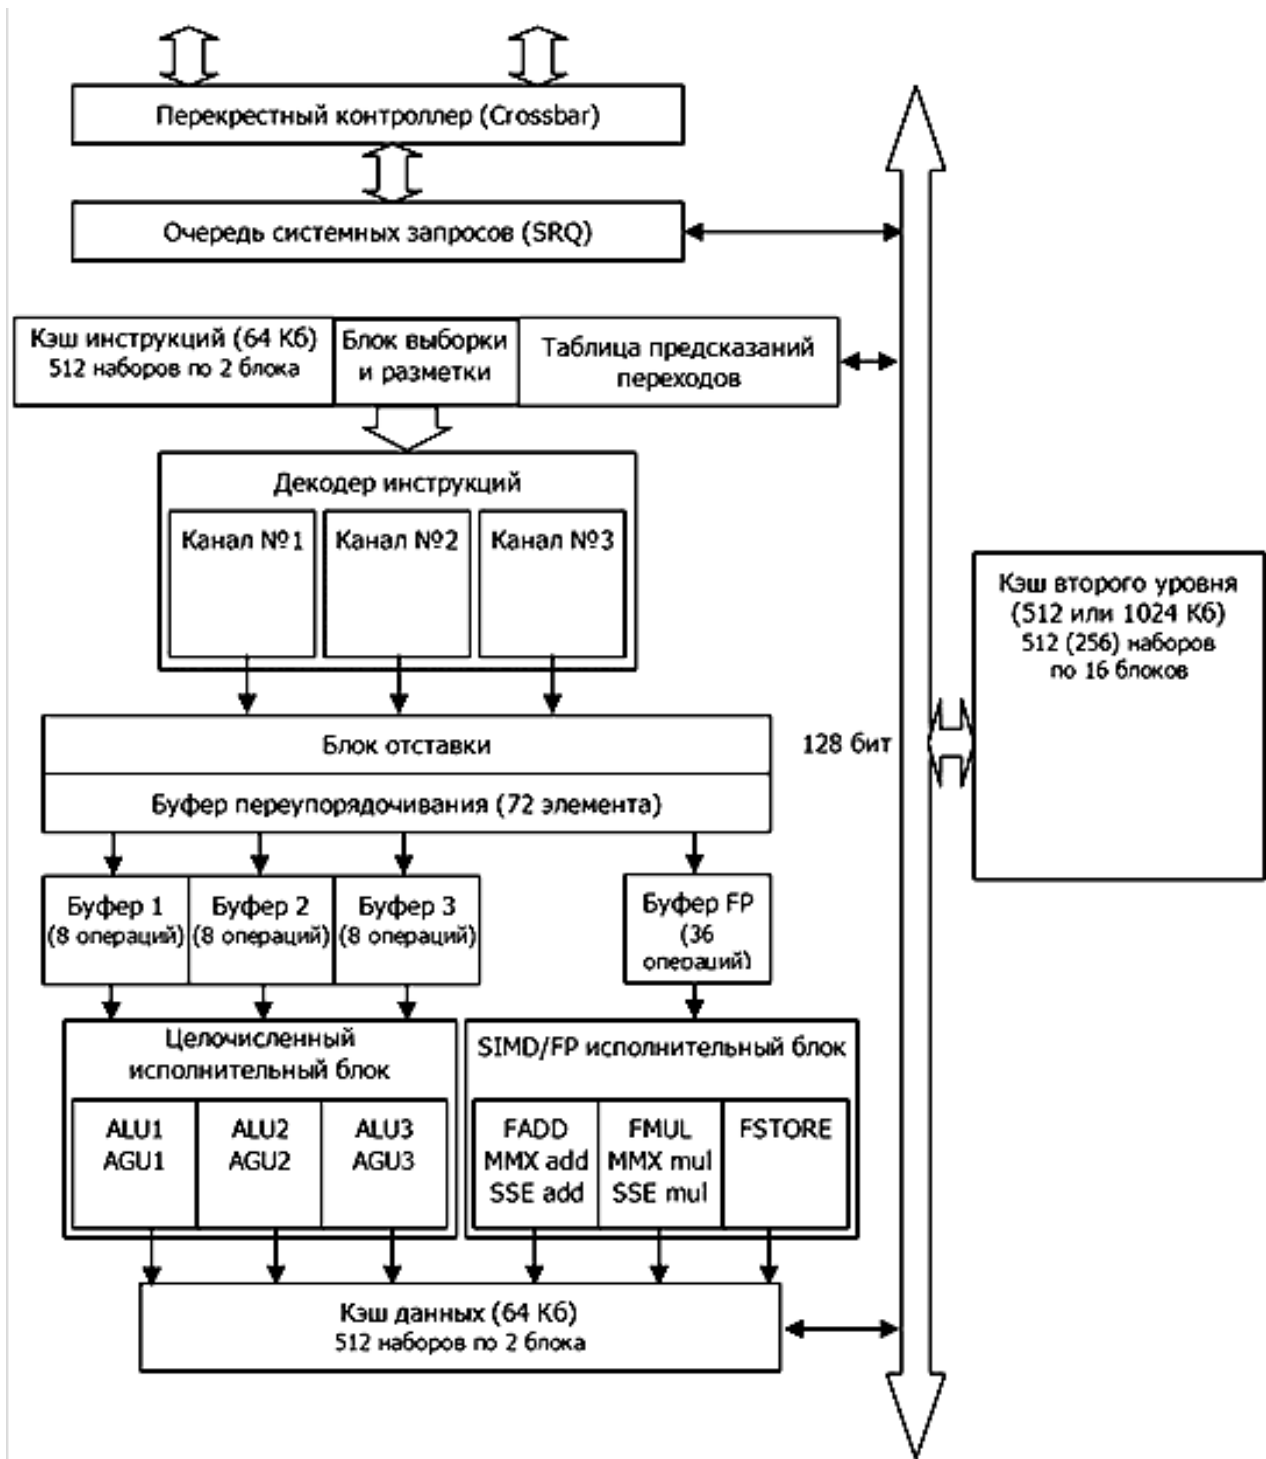 Перекрестный контроллер (Crossbar)
Очередь системных запросов (SRQ)
Кэш инструкций (64 Кб)
512 наборов по 2 блока
Блок выборки
и разметки
Таблица предсказаний
переходов
Декодер инструкций
Канал №1
Канал №2
Канал №3
Кэш второго уровня
(512 или 1024 Кб)
512 (256) наборов
по 16 блоков
Блок отставки
128 бит
Буфер переупорядочивания (72 элемента)
Буфер 1
(8 операций)
Буфер 2
(8 операций)
Буфер 3
(8 операций)
Буфер FP
(36
операций)
Целочисленный
исполнительный блок
SIMD/FP исполнительный блок
ALU1
AGU1
ALU2
AGU2
ALU3
AGU3
FADD
MMX add
SSE add
FMUL
MMX mul
SSE mul
FSTORE
Кэш данных (64 Кб)
512 наборов по 2 блока